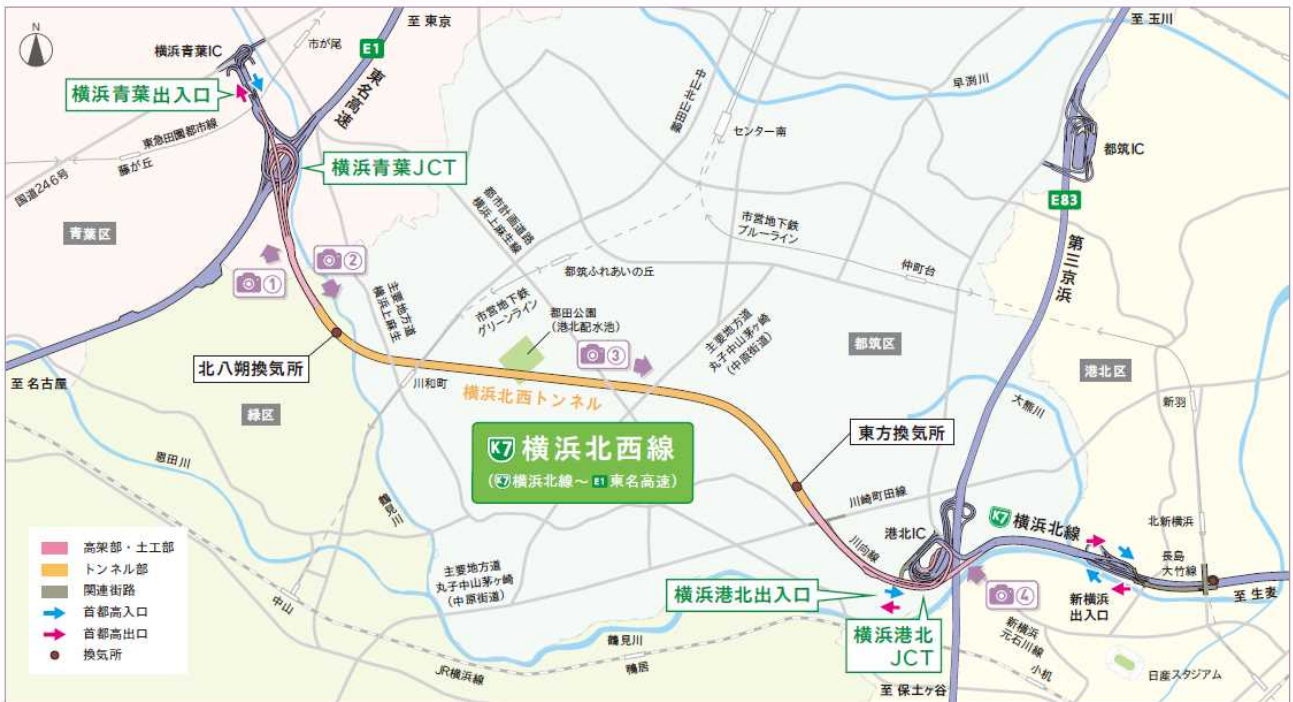 N
至 東京
至 玉川
横浜青葉IC
市が尾
E1
横浜青葉出入口
東名高速
中山北山田線
早渕川
東急田園都市線
センター南
藤が丘
都筑IC
国道246号
横浜青葉JCT
E83
青葉区
都市計画道路
横浜上麻生線
市営地下鉄
ブルーライン
第三京浜
①
②
都筑ふれあいの丘
仲町台
主要地方道
横浜上麻生
市営地下鉄
グリーンライン
都田公園
(港北配水池)
③
主要地方道
丸子中山茅ヶ崎
(中原街道)
都筑区
港北区
北八朔換気所
至 名古屋
川和町
横浜北西トンネル
緑区
大熊川
新羽
東方換気所
K7 横浜北西線
(K7横浜北線〜E1東名高速)
恩田川
鶴見川
川崎町田線
港北IC
K7 横浜北線
北新横浜
川向線
長島
大竹線
高架部・土工部
トンネル部
関連街路
首都高入口
首都高出口
換気所
主要地方道
丸子中山茅ヶ崎
(中原街道)
中山
横浜港北出入口
④
新横浜
出入口
至 生麦
横浜港北
JCT
新横浜
元石川線
鶴見川
鴨居
JR横浜線
小机
日産スタジアム
至 保土ヶ谷